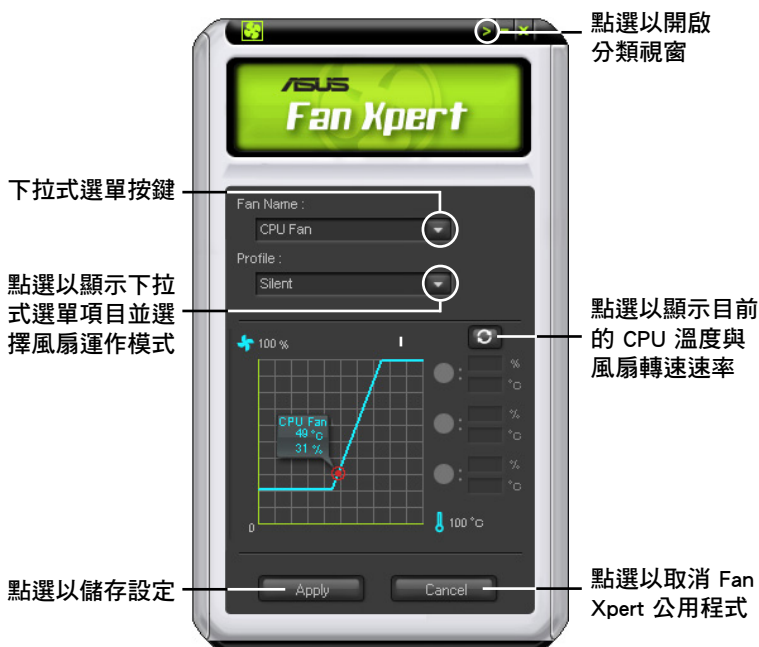 點選以開啟
分類視窗
>
-
x
ASUS
Fan Xpert
下拉式選單按鍵
Fan Name :
CPU Fan
Profile :
Silent
點選以顯示下拉
式選單項目並選
擇風扇運作模式
點選以顯示目前
的 CPU 溫度與
風扇轉速速率
100 %
CPU Fan
49 °C
31 %
0
100 °C
:
%
°C
:
%
°C
:
%
°C
點選以儲存設定
Apply
Cancel
點選以取消 Fan
Xpert 公用程式